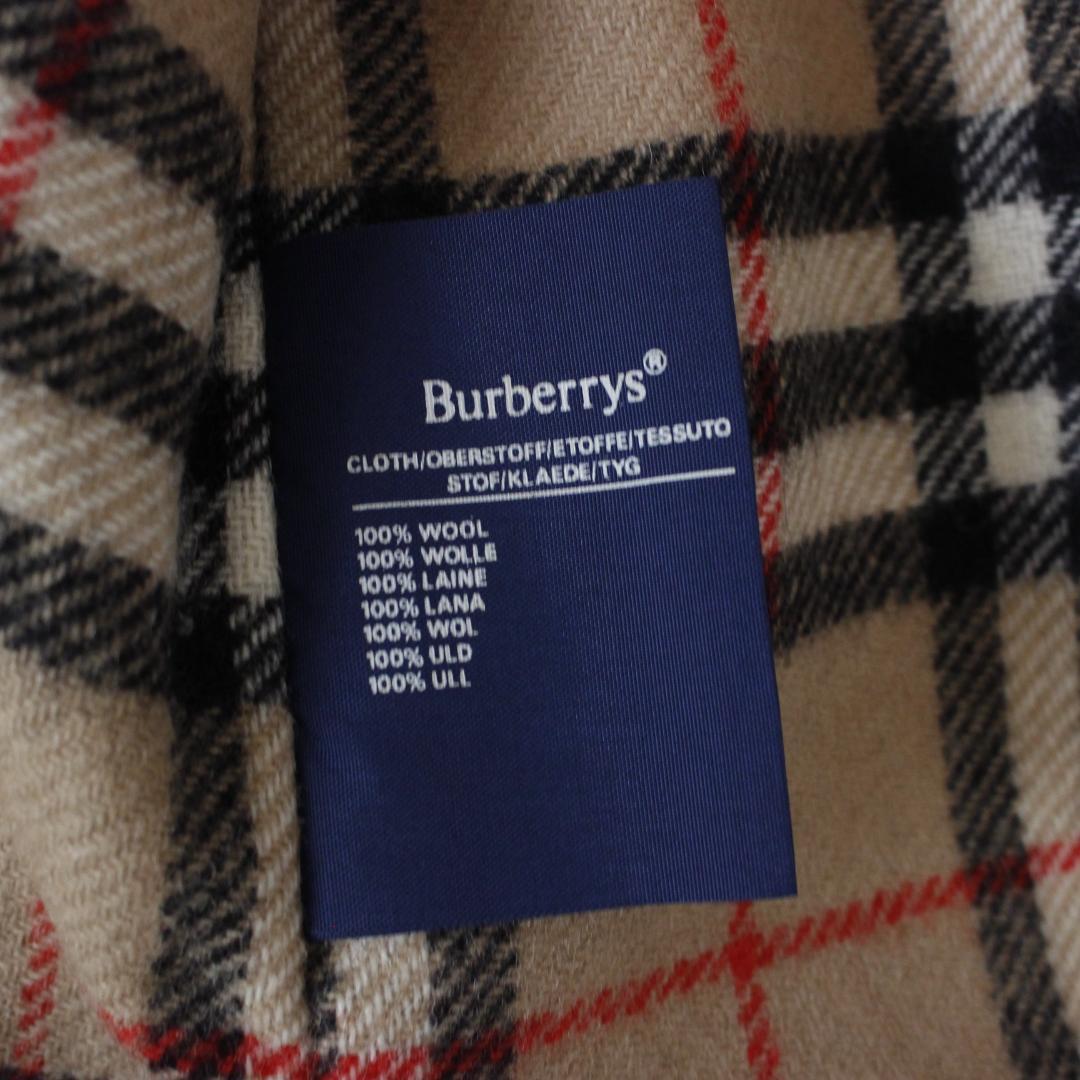 Burberrys®
CLOTH/OBERSTOFF/ETOFFE/TESSUTO
STOF/KLAEDE/TYG
100% WOOL
100% WOLLE
100% LAINE
100% LANA
100% WOL
100% ULD
100% ULL